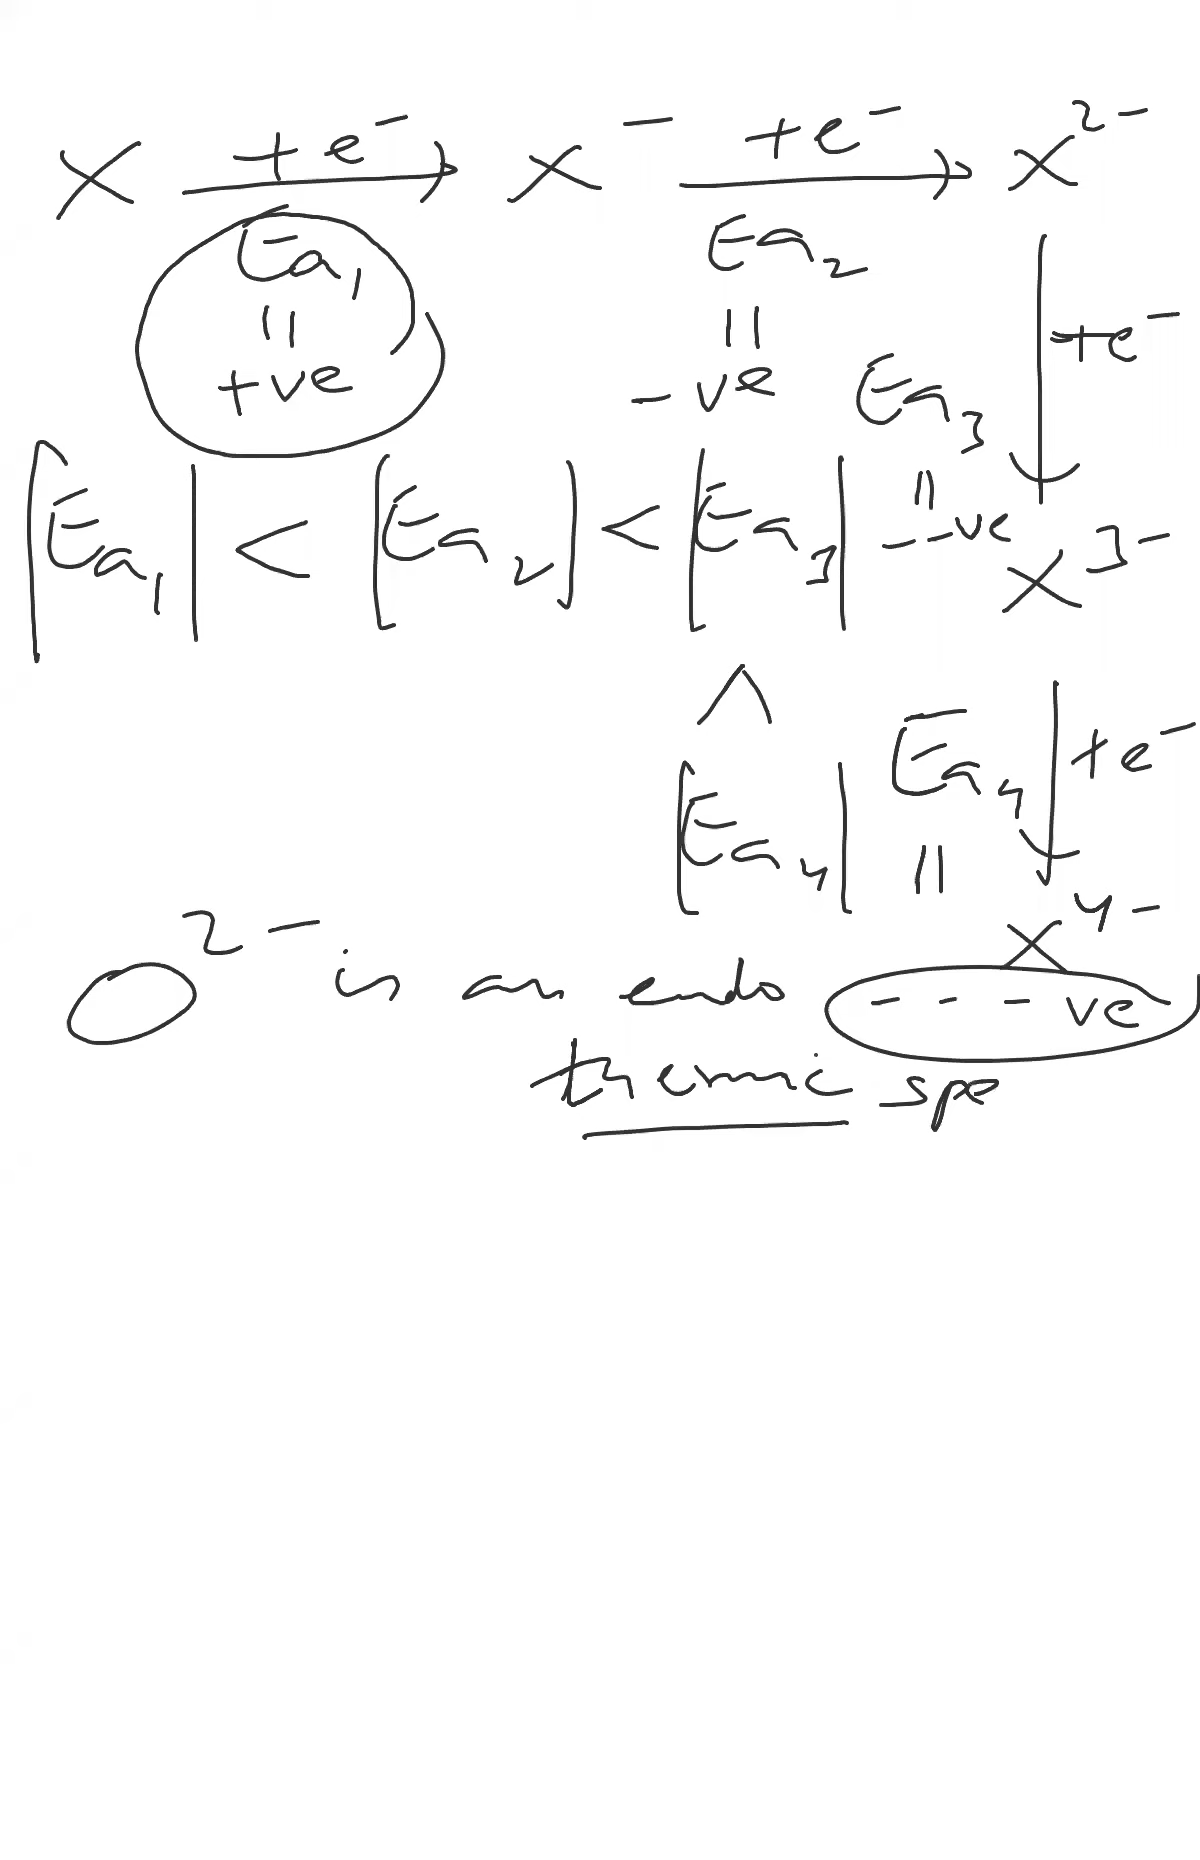 X +e⁻ → X⁻ +e⁻ → X²⁻
Ea₁ Ea₂
= = +e⁻
+ve -ve Ea₃
|Ea₁| < |Ea₂| < |Ea₃| = --ve X³⁻
∧ Ea₄ +e⁻
|Ea₄| =
X⁴⁻
O²⁻ is an endo - - - ve
thermic spe